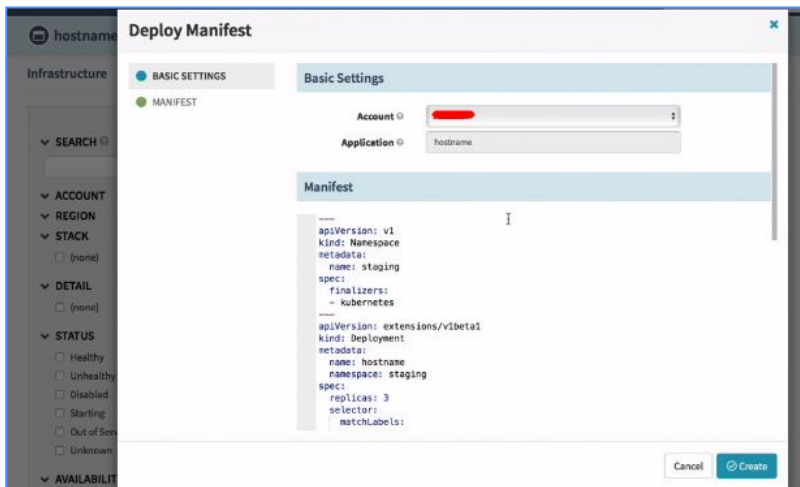 hostname
Infrastructure
SEARCH
ACCOUNT
REGION
STACK
(none)
DETAIL
(none)
STATUS
Healthy
Unhealthy
Disabled
Starting
Out of Serv
Unknown
AVAILABILIT
Deploy Manifest
BASIC SETTINGS
MANIFEST
Basic Settings
Account
Application hostname
Manifest
---
apiVersion: v1
kind: Namespace
metadata:
name: staging
spec:
finalizers:
- kubernetes
---
apiVersion: extensions/v1beta1
kind: Deployment
metadata:
name: hostname
namespace: staging
spec:
replicas: 3
selector:
matchLabels:
Cancel Create